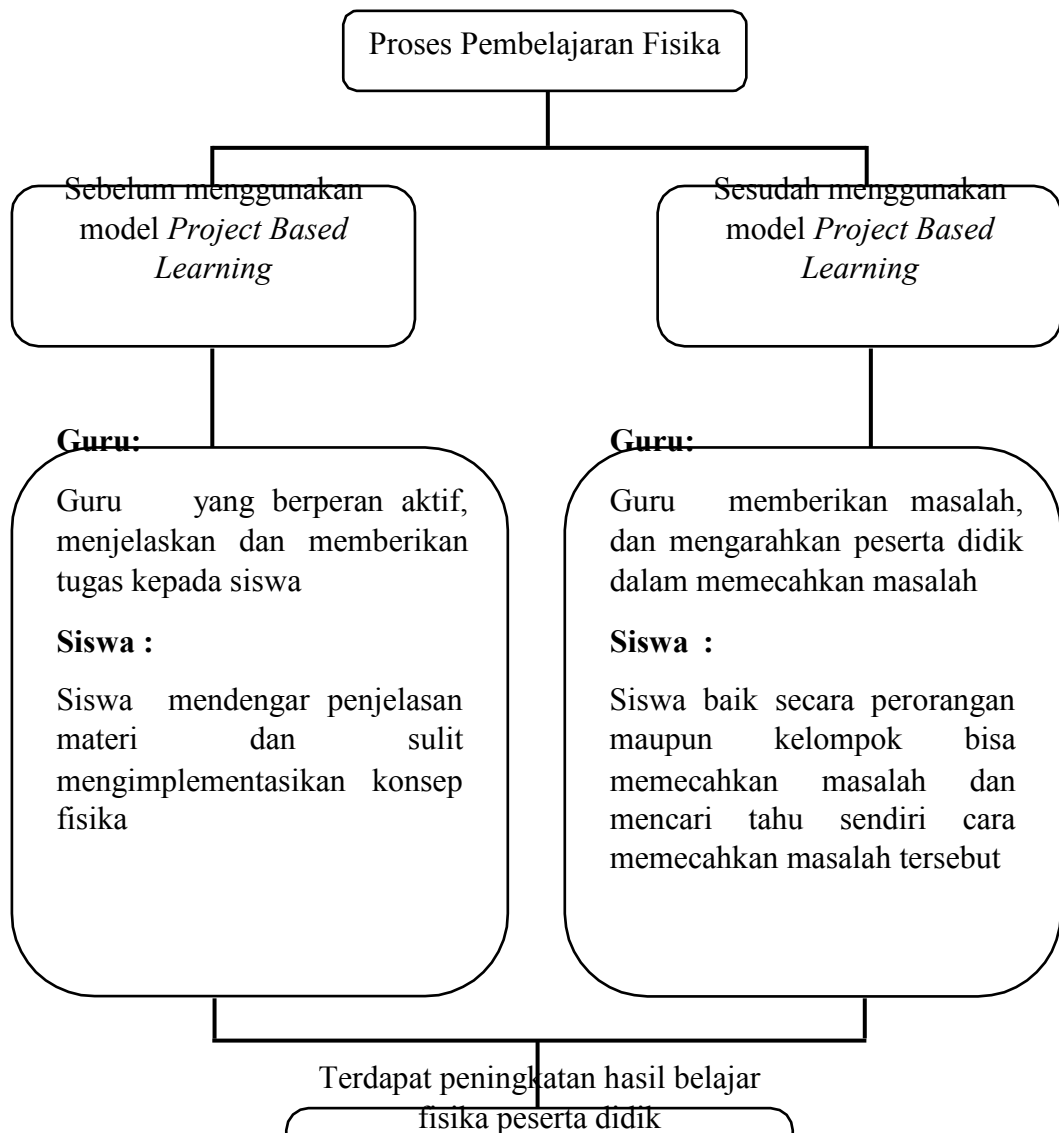 Proses Pembelajaran Fisika
Sebelum menggunakan
model Project Based
Learning
Sesudah menggunakan
model Project Based
Learning
Guru:
Guru yang berperan aktif,
menjelaskan dan memberikan
tugas kepada siswa
Siswa :
Siswa mendengar penjelasan
materi dan sulit
mengimplementasikan konsep
fisika
Guru:
Guru memberikan masalah,
dan mengarahkan peserta didik
dalam memecahkan masalah
Siswa :
Siswa baik secara perorangan
maupun kelompok bisa
memecahkan masalah dan
mencari tahu sendiri cara
memecahkan masalah tersebut
Terdapat peningkatan hasil belajar
fisika peserta didik